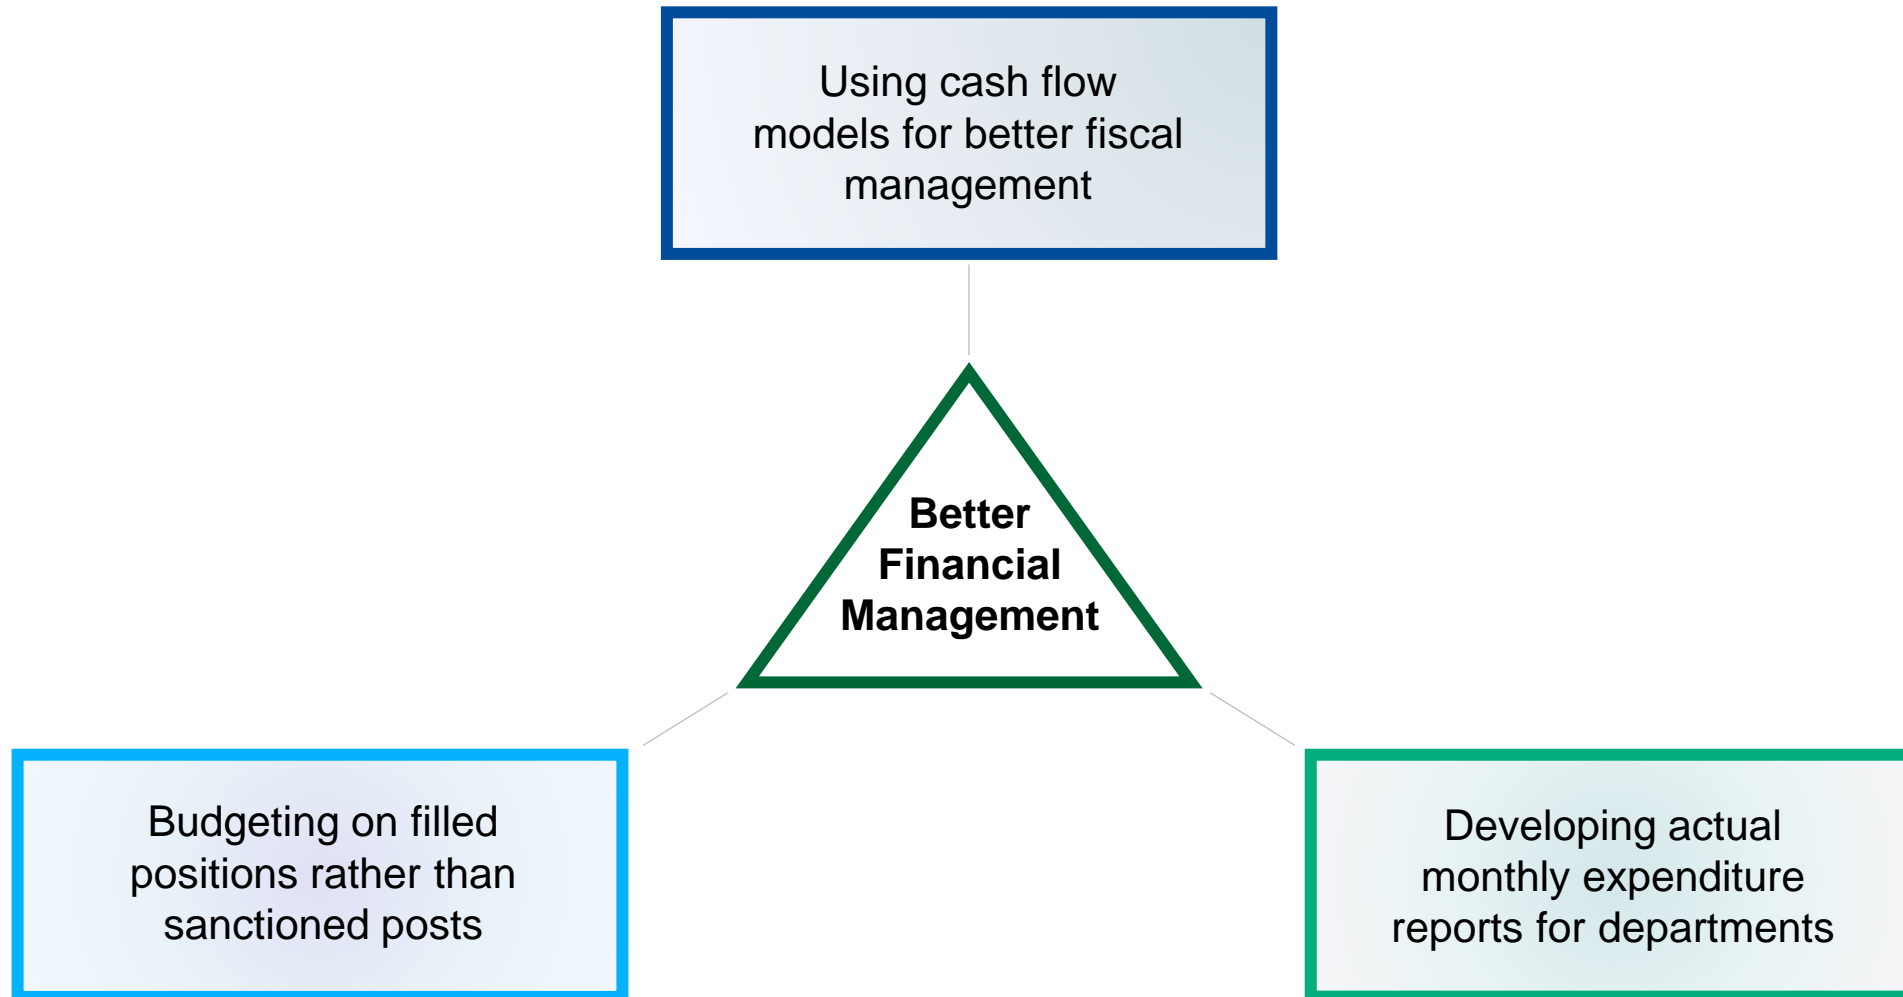 Using cash flow
models for better fiscal
management
Better
Financial
Management
Budgeting on filled
positions rather than
sanctioned posts
Developing actual
monthly expenditure
reports for departments